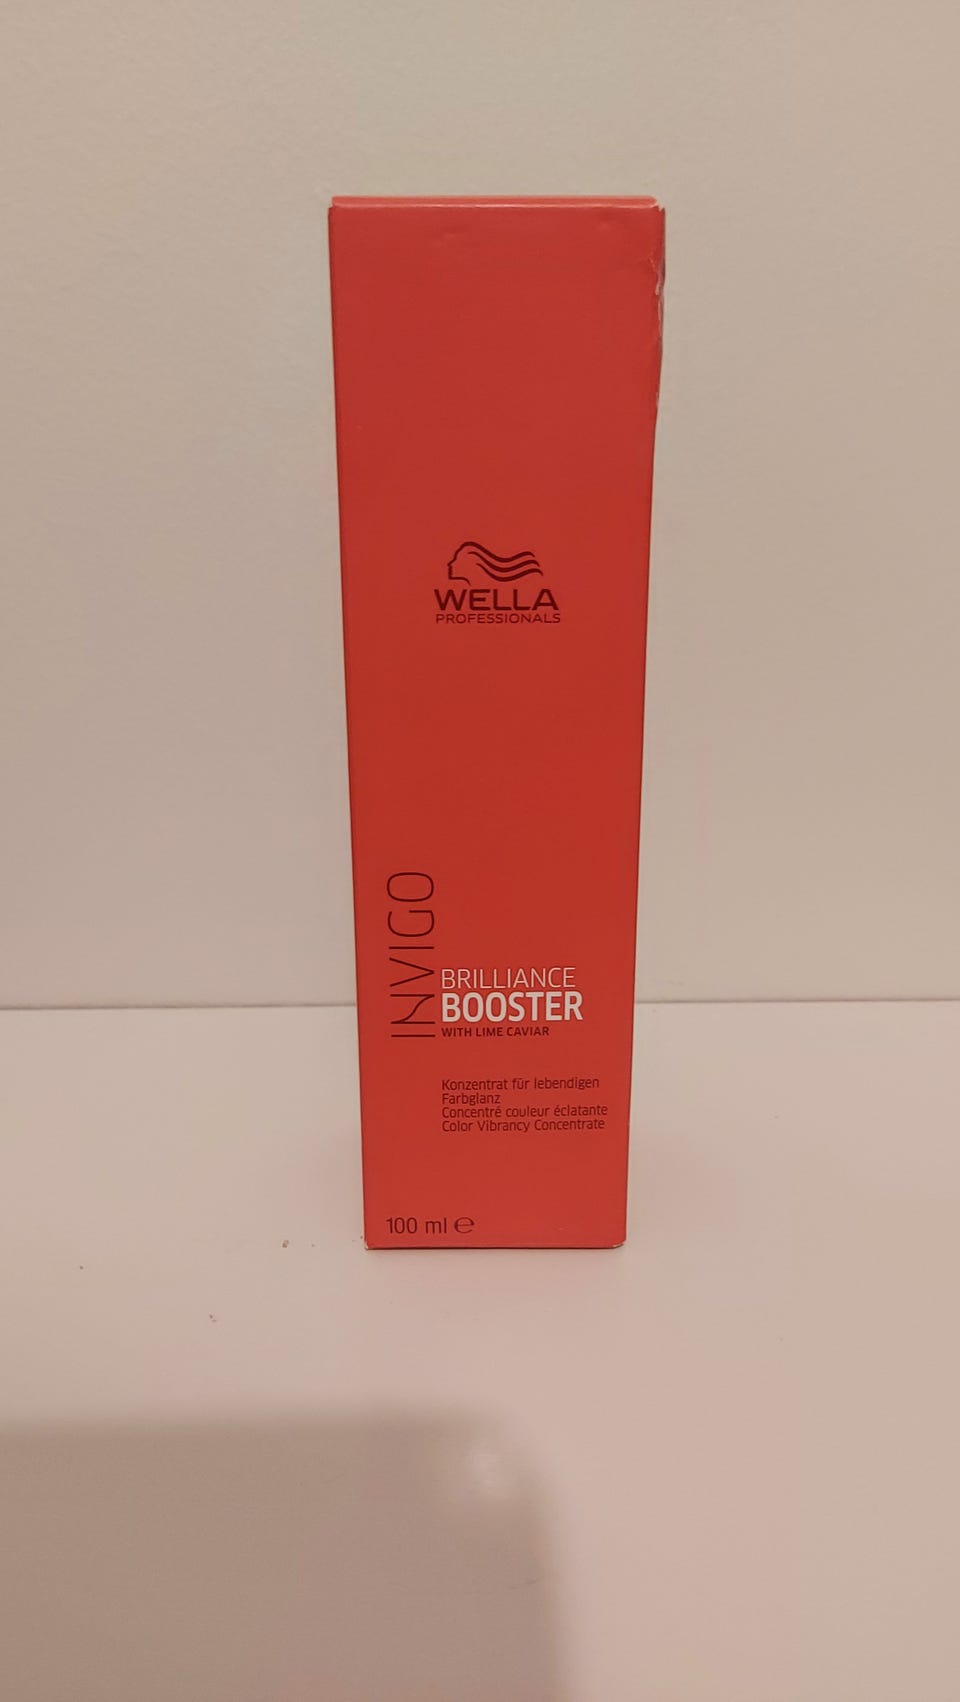 WELLA
PROFESSIONALS
INVIGO
BRILLIANCE
BOOSTER
WITH LIME CAVIAR
Konzentrat für lebendigen
Farbglanz
Concentré couleur éclatante
Color Vibrancy Concentrate
100 ml ℮